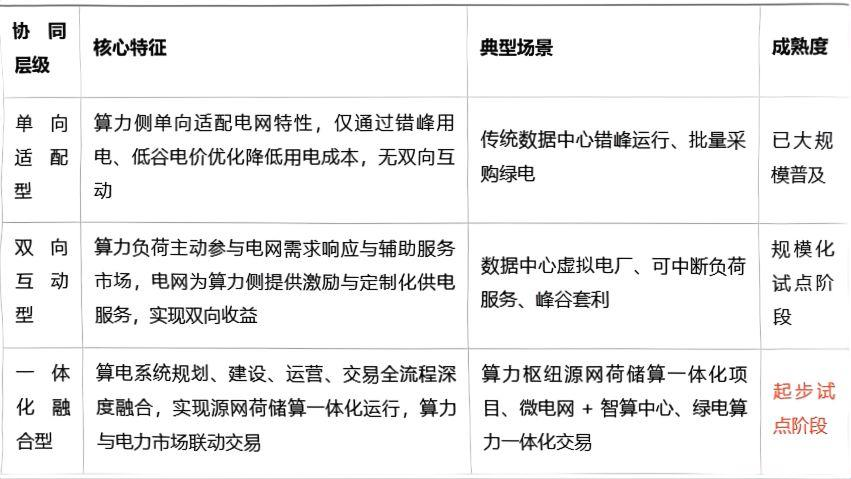 协同
层级
核心特征
典型场景
成熟度
单向
适配
型
算力侧单向适配电网特性，仅通过错峰用
电、低谷电价优化降低用电成本，无双向互
动
传统数据中心错峰运行、批量采
购绿电
已大规
模普及
双向
互动
型
算力负荷主动参与电网需求响应与辅助服务
市场，电网为算力侧提供激励与定制化供电
服务，实现双向收益
数据中心虚拟电厂、可中断负荷
服务、峰谷套利
规模化
试点阶
段
一体
化融
合型
算电系统规划、建设、运营、交易全流程深
度融合，实现源网荷储算一体化运行，算力
与电力市场联动交易
算力枢纽源网荷储算一体化项
目、微电网 + 智算中心、绿电算
力一体化交易
起步试
点阶段